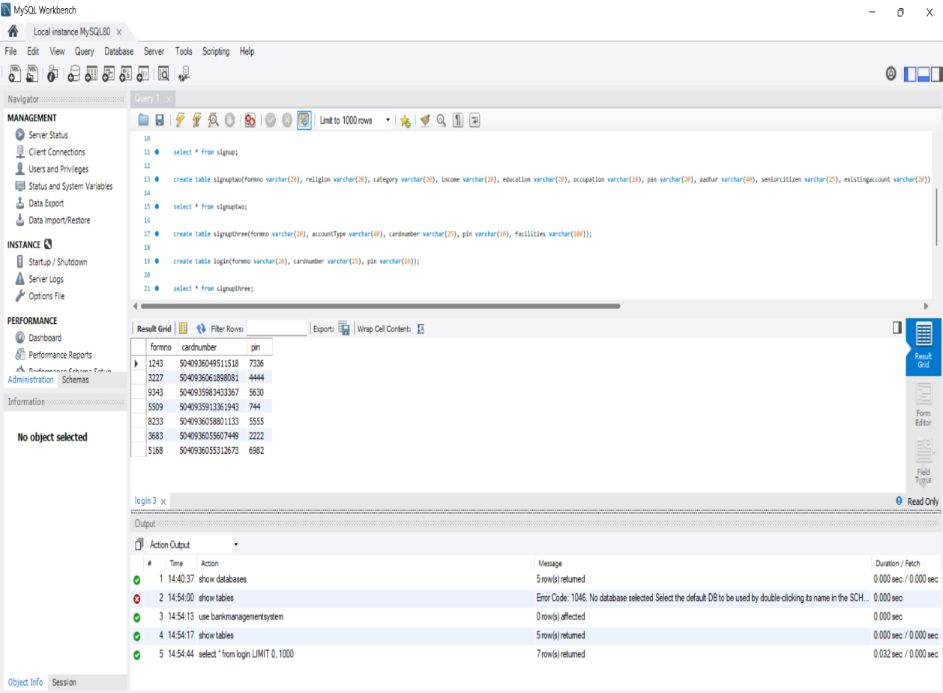 MySQL Workbench
Local instance MySQL80 x
File Edit View Query Database Server Tools Scripting Help
Navigator
MANAGEMENT
Server Status
Client Connections
Users and Privileges
Status and System Variables
Data Export
Data Import/Restore
INSTANCE
Startup / Shutdown
Server Logs
Options File
PERFORMANCE
Dashboard
Performance Reports
Performance Schema Setup
Administration Schemas
Information
No object selected
Object Info Session
Query 1 x
Limit to 1000 rows
10
11 select * from signup;
12
13 create table signuptwo(formno varchar(20), religion varchar(20), category varchar(20), income varchar(20), education varchar(20), occupation varchar(20), pan varchar(20), aadhar varchar(40), seniorcitizen varchar(25), existingaccount varchar(20))
14
15 select * from signuptwo;
16
17 create table signupthree(formno varchar(20), accountType varchar(40), cardnumber varchar(25), pin varchar(10), facilities varchar(100));
18
19 create table login(formno varchar(20), cardnumber varchar(25), pin varchar(10));
20
21 select * from signupthree;
Result Grid Filter Rows: Export: Wrap Cell Content: IA
formno cardnumber pin
1243 5040936049511518 7336
3227 5040936061898081 4444
9343 5040935983433367 5630
5509 5040935913361943 744
8233 5040936058801133 5555
3683 5040936055607449 2222
5168 5040936055312673 6982
Result
Grid
Form
Editor
Field
Types
login 3 x
Read Only
Output
Action Output
# Time Action Message Duration / Fetch
1 14:40:37 show databases 5 row(s) returned 0.000 sec / 0.000 sec
2 14:54:00 show tables Error Code: 1046. No database selected Select the default DB to be used by double-clicking its name in the SCH... 0.000 sec
3 14:54:13 use bankmanagementsystem 0 row(s) affected 0.000 sec
4 14:54:17 show tables 5 row(s) returned 0.000 sec / 0.000 sec
5 14:54:44 select * from login LIMIT 0, 1000 7 row(s) returned 0.032 sec / 0.000 sec